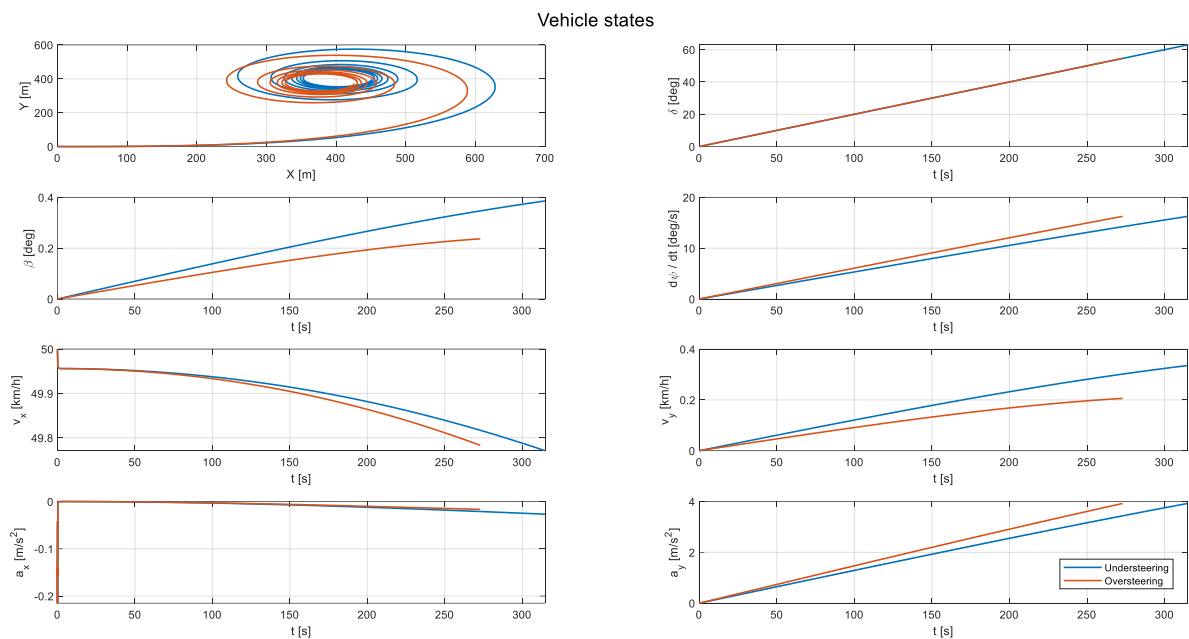 Vehicle states
600
400
200
0
Y [m]
0 100 200 300 400 500 600 700
X [m]
60
40
20
0
δ [deg]
0 50 100 150 200 250 300
t [s]
0.4
0.2
0
β [deg]
0 50 100 150 200 250 300
t [s]
20
10
0
dψ / dt [deg/s]
0 50 100 150 200 250 300
t [s]
50
49.9
49.8
v_x [km/h]
0 50 100 150 200 250 300
t [s]
0.4
0.2
0
v_y [km/h]
0 50 100 150 200 250 300
t [s]
0
-0.1
-0.2
a_x [m/s²]
0 50 100 150 200 250 300
t [s]
4
2
0
a_y [m/s²]
0 50 100 150 200 250 300
t [s]
Understeering
Oversteering